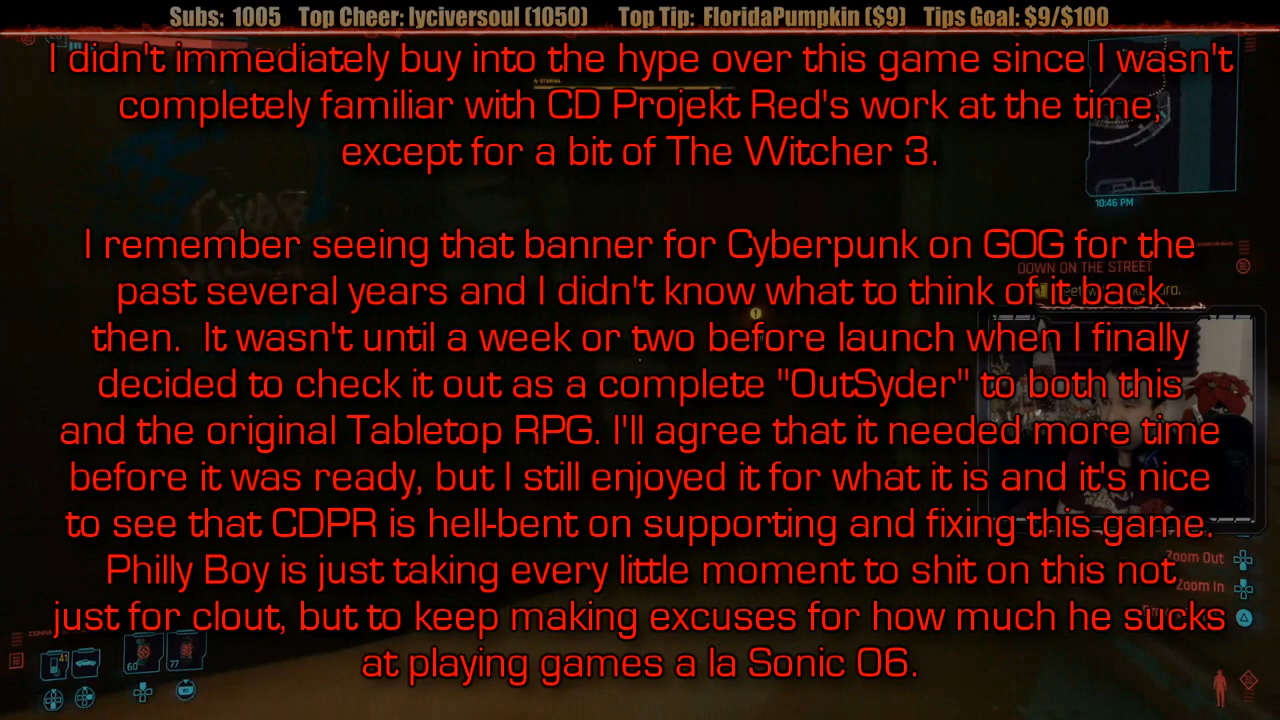 Subs: 1005 Top Cheer: lyciversoul (1050) Top Tip: FloridaPumpkin ($9) Tips Goal: $9/$100
I didn't immediately buy into the hype over this game since I wasn't
completely familiar with CD Projekt Red's work at the time,
except for a bit of The Witcher 3.
10:46 PM
I remember seeing that banner for Cyberpunk on GOG for the
DOWN ON THE STREET
past several years and I didn't know what to think of it back
then. It wasn't until a week or two before launch when I finally
decided to check it out as a complete "OutSyder" to both this
and the original Tabletop RPG. I'll agree that it needed more time
before it was ready, but I still enjoyed it for what it is and it's nice
to see that CDPR is hell-bent on supporting and fixing this game.
Zoom Out
Philly Boy is just taking every little moment to shit on this not
Zoom In
just for clout, but to keep making excuses for how much he sucks
at playing games a la Sonic 06.
41
60
77